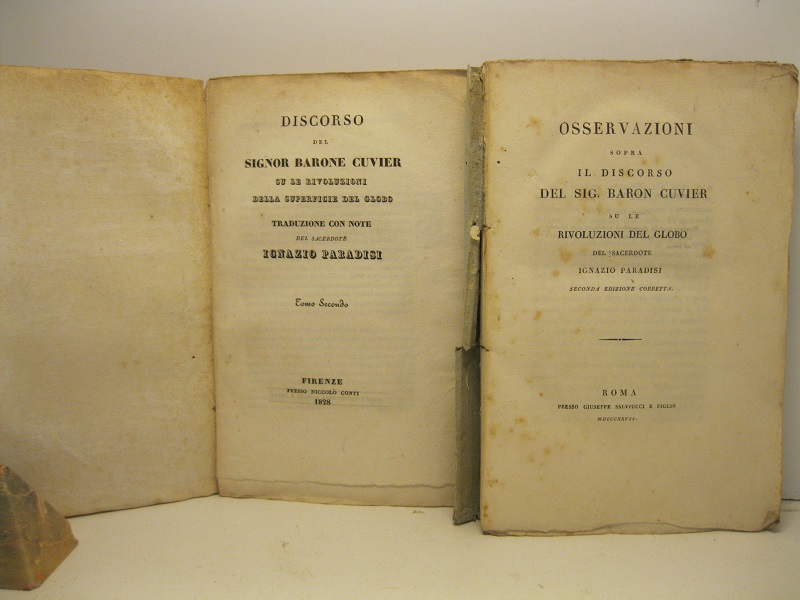 DISCORSO
DEL
SIGNOR BARONE CUVIER
SU LE RIVOLUZIONI
DELLA SUPERFICIE DEL GLOBO
TRADUZIONE CON NOTE
DEL SACERDOTE
IGNAZIO PARADISI
Tomo Secondo
FIRENZE
PRESSO NICCOLÒ CONTI
1828
OSSERVAZIONI
SOPRA
IL DISCORSO
DEL SIG. BARON CUVIER
SU LE
RIVOLUZIONI DEL GLOBO
DEL SACERDOTE
IGNAZIO PARADISI
SECONDA EDIZIONE CORRETTA.
ROMA
PRESSO GIUSEPPE SALVIUCCI E FIGLIO